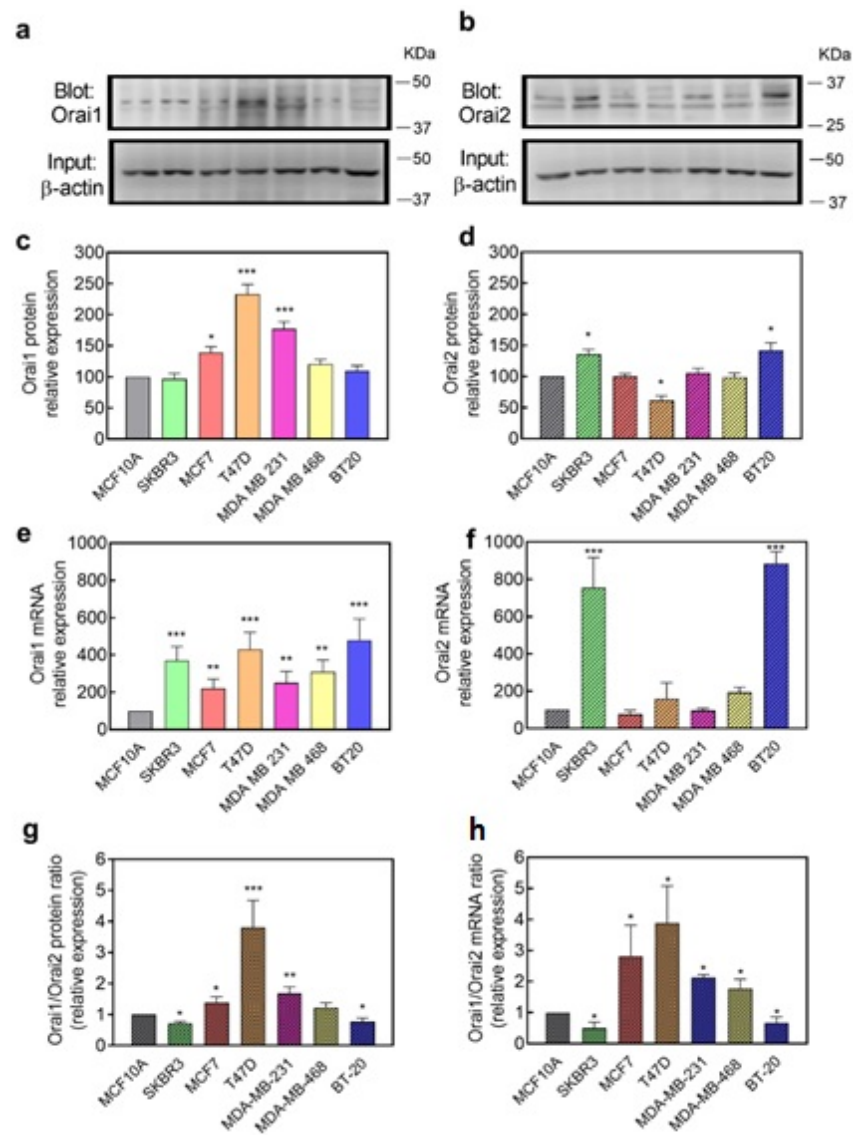 a
KDa
Blot:
Orai1
50
37
Input:
β-actin
50
37
b
KDa
Blot:
Orai2
37
25
Input:
β-actin
50
37
c
Orai1 protein
relative expression
300
250
200
150
100
50
0
*
***
***
MCF10A
SKBR3
MCF7
T47D
MDA MB 231
MDA MB 468
BT20
d
Orai2 protein
relative expression
300
250
200
150
100
50
0
*
*
*
MCF10A
SKBR3
MCF7
T47D
MDA MB 231
MDA MB 468
BT20
e
Orai1 mRNA
relative expression
1000
800
600
400
200
0
***
**
***
**
**
***
MCF10A
SKBR3
MCF7
T47D
MDA MB 231
MDA MB 468
BT20
f
Orai2 mRNA
relative expression
1000
800
600
400
200
0
***
***
MCF10A
SKBR3
MCF7
T47D
MDA MB 231
MDA MB 468
BT20
g
Orai1/Orai2 protein ratio
(relative expression)
6
5
4
3
2
1
0
*
*
***
**
*
MCF10A
SKBR3
MCF7
T47D
MDA-MB-231
MDA-MB-468
BT-20
h
Orai1/Orai2 mRNA ratio
(relative expression)
6
5
4
3
2
1
0
*
*
*
*
*
*
MCF10A
SKBR3
MCF7
T47D
MDA-MB-231
MDA-MB-468
BT-20